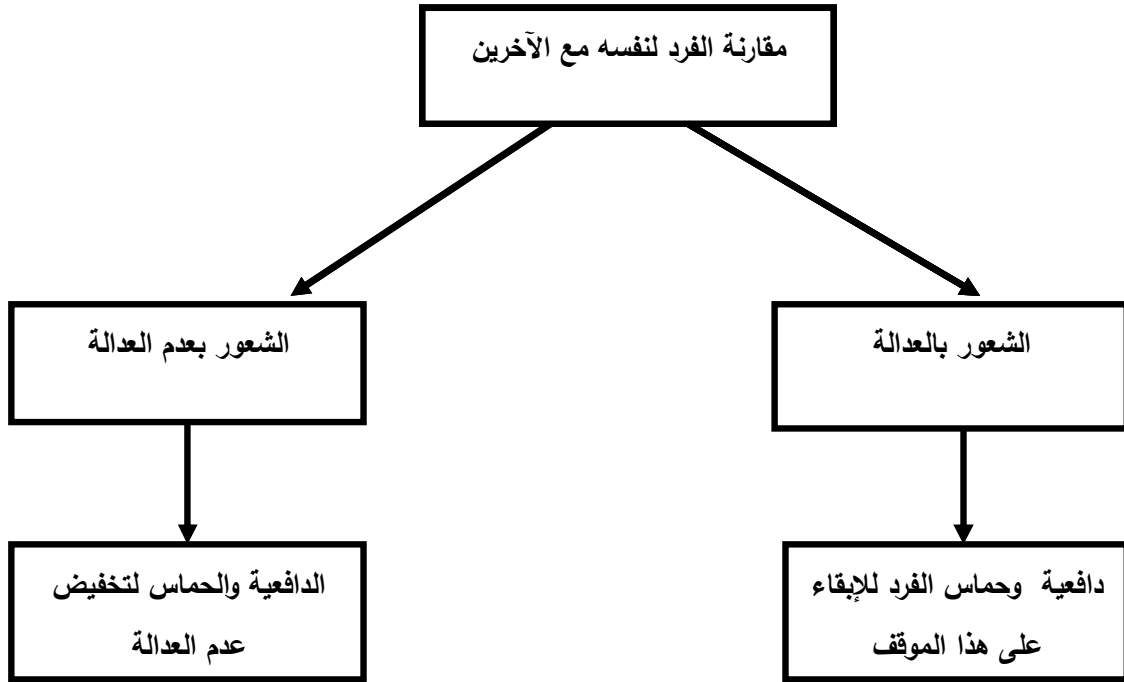 مقارنة الفرد لنفسه مع الآخرين
الشعور بالعدالة
الشعور بعدم العدالة
دافعية وحماس الفرد للإبقاء
على هذا الموقف
الدافعية والحماس لتخفيض
عدم العدالة